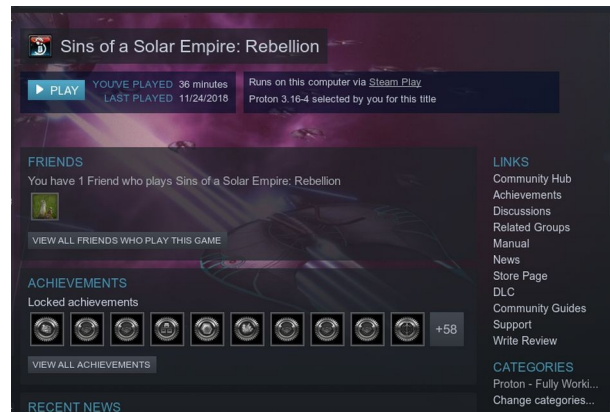 Sins of a Solar Empire: Rebellion
PLAY
YOU'VE PLAYED 36 minutes
LAST PLAYED 11/24/2018
Runs on this computer via Steam Play
Proton 3.16-4 selected by you for this title
FRIENDS
You have 1 Friend who plays Sins of a Solar Empire: Rebellion
VIEW ALL FRIENDS WHO PLAY THIS GAME
ACHIEVEMENTS
Locked achievements
+58
VIEW ALL ACHIEVEMENTS
RECENT NEWS
LINKS
Community Hub
Achievements
Discussions
Related Groups
Manual
News
Store Page
DLC
Community Guides
Support
Write Review
CATEGORIES
Proton - Fully Worki...
Change categories...